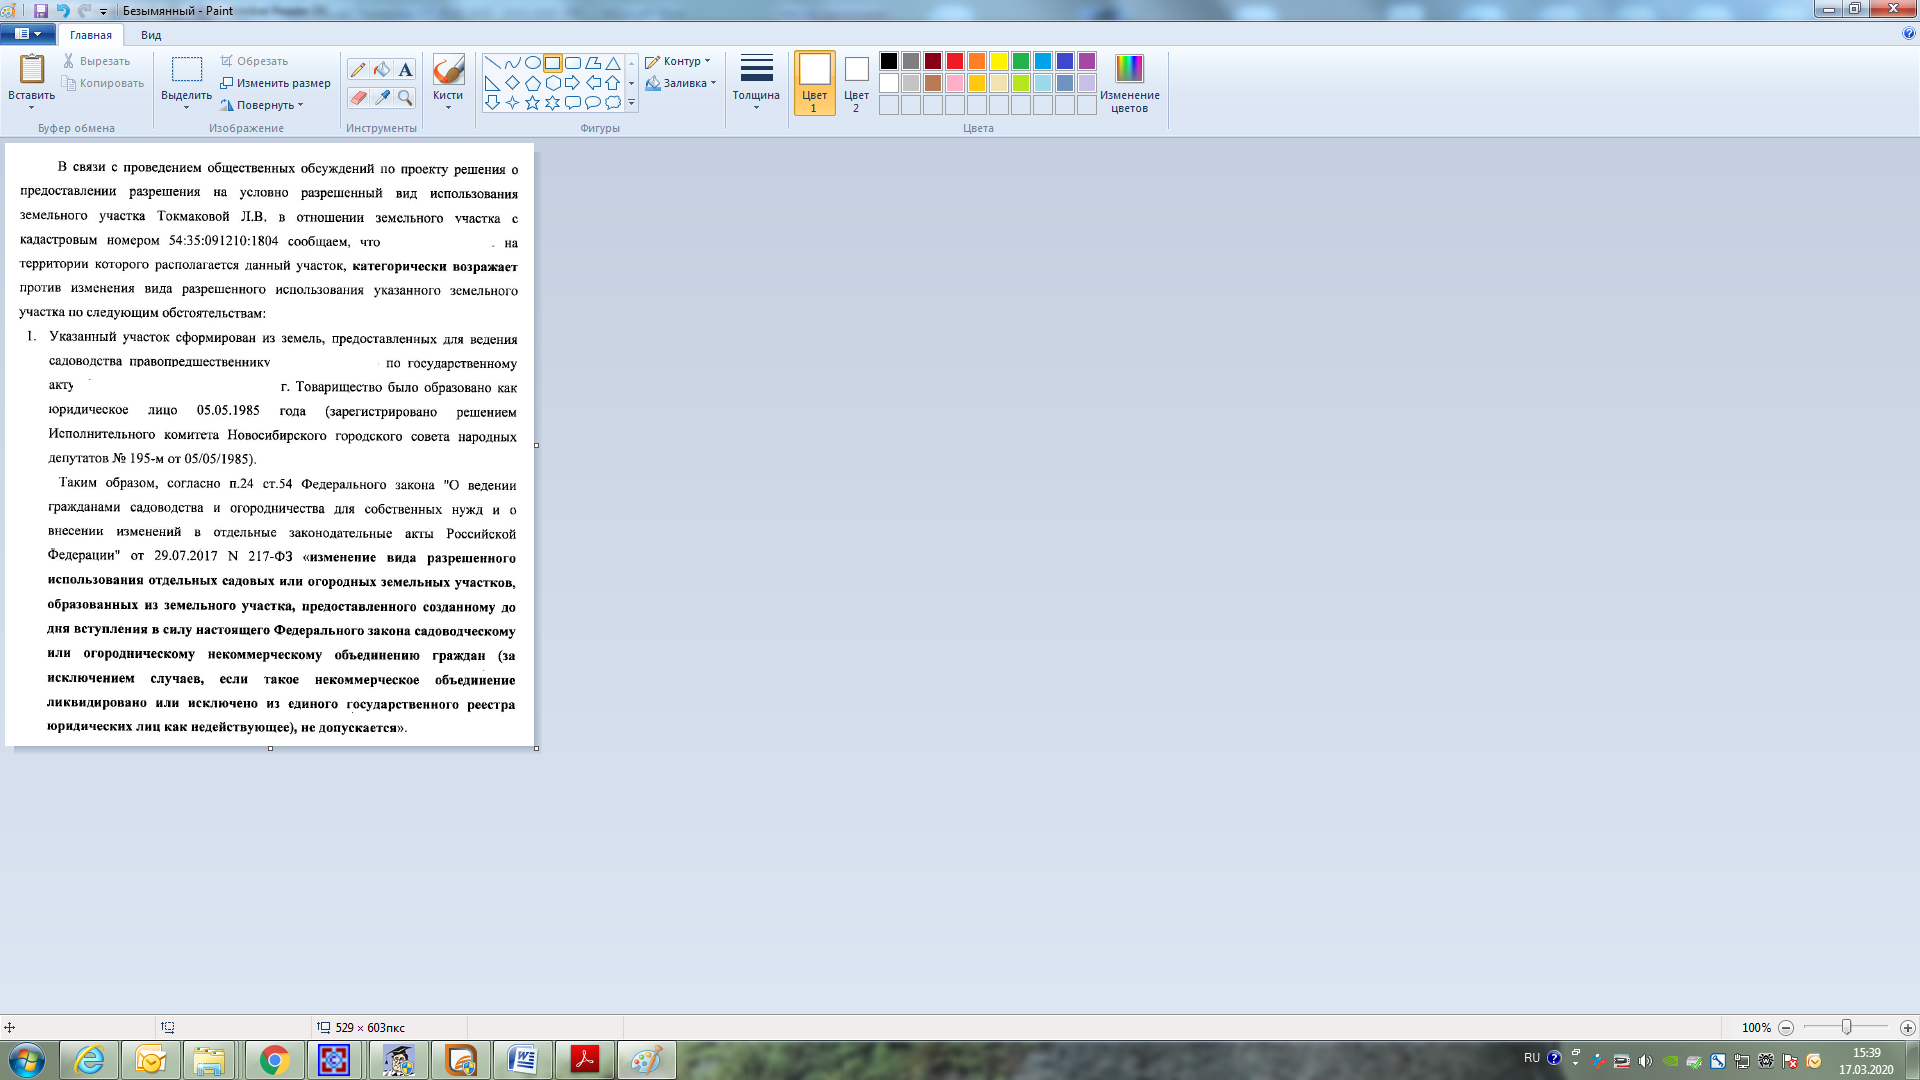 Безымянный - Paint
Главная
Вид
Вставить
Вырезать
Копировать
Буфер обмена
Выделить
Обрезать
Изменить размер
Повернуть
Изображение
Инструменты
Кисти
Фигуры
Контур
Заливка
Толщина
Цвет 1
Цвет 2
Изменение цветов
Цвета
В связи с проведением общественных обсуждений по проекту решения о
предоставлении разрешения на условно разрешенный вид использования
земельного участка Токмаковой Л.В. в отношении земельного участка с
кадастровым номером 54:35:091210:1804 сообщаем, что на
территории которого располагается данный участок, категорически возражает
против изменения вида разрешенного использования указанного земельного
участка по следующим обстоятельствам:
1. Указанный участок сформирован из земель, предоставленных для ведения
садоводства правопредшественнику по государственному
акту г. Товарищество было образовано как
юридическое лицо 05.05.1985 года (зарегистрировано решением
Исполнительного комитета Новосибирского городского совета народных
депутатов № 195-м от 05/05/1985).
Таким образом, согласно п.24 ст.54 Федерального закона "О ведении
гражданами садоводства и огородничества для собственных нужд и о
внесении изменений в отдельные законодательные акты Российской
Федерации" от 29.07.2017 N 217-ФЗ «изменение вида разрешенного
использования отдельных садовых или огородных земельных участков,
образованных из земельного участка, предоставленного созданному до
дня вступления в силу настоящего Федерального закона садоводческому
или огородническому некоммерческому объединению граждан (за
исключением случаев, если такое некоммерческое объединение
ликвидировано или исключено из единого государственного реестра
юридических лиц как недействующее), не допускается».
529 × 603пкс
100%
RU
15:39
17.03.2020